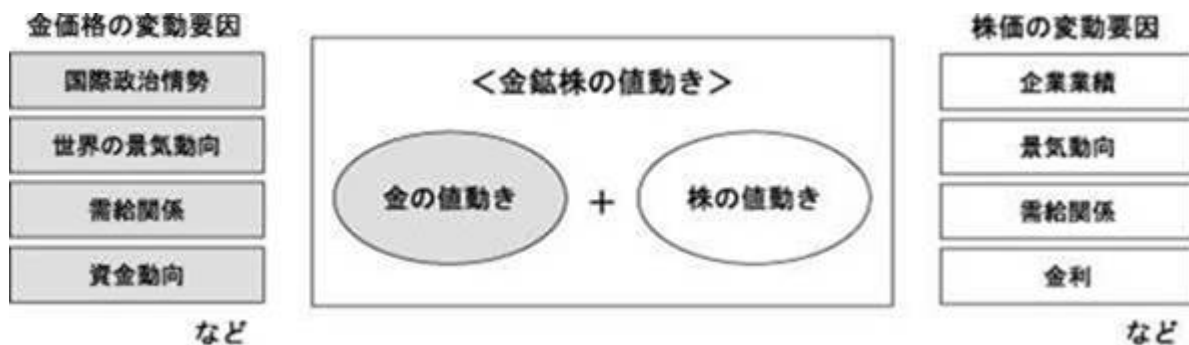 金価格の変動要因
国際政治情勢
世界の景気動向
需給関係
資金動向
など
＜金鉱株の値動き＞
金の値動き
＋
株の値動き
株価の変動要因
企業業績
景気動向
需給関係
金利
など